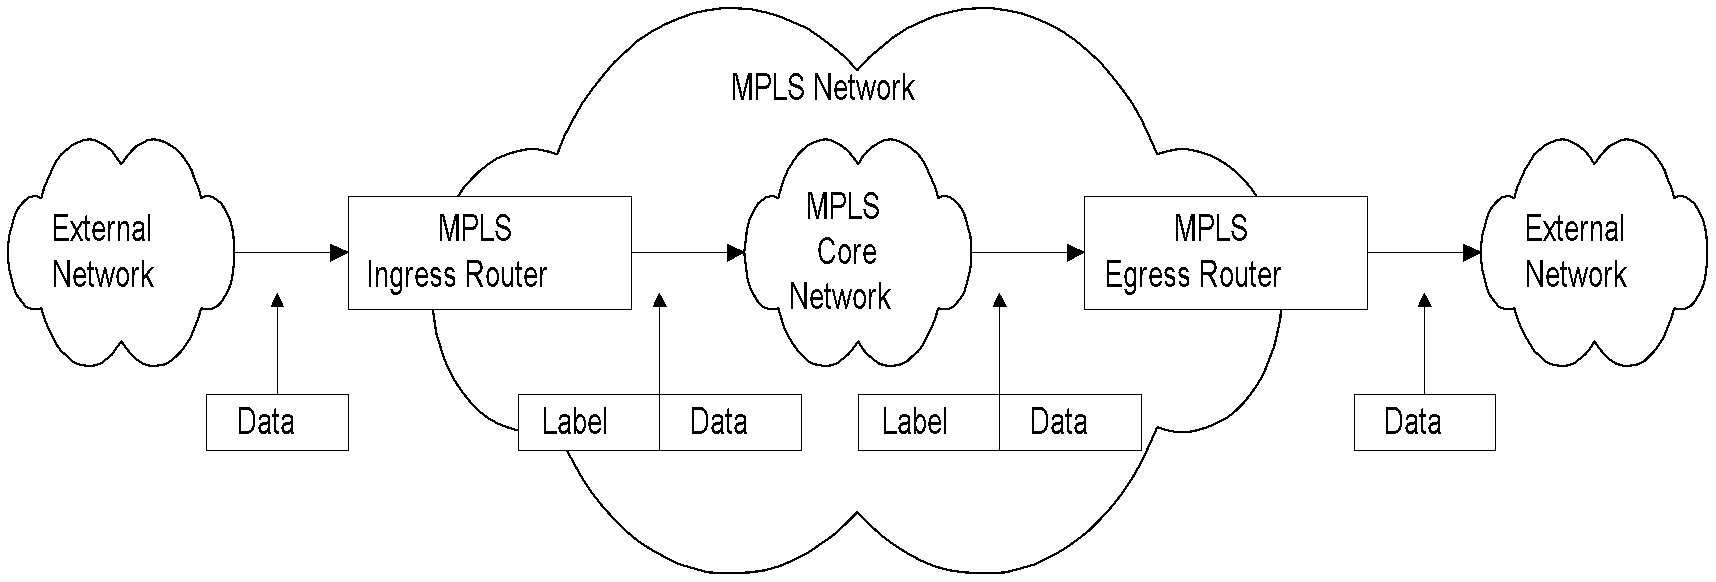 MPLS Network
External
Network
MPLS
Ingress Router
MPLS
Core
Network
MPLS
Egress Router
External
Network
Data
Label
Data
Label
Data
Data